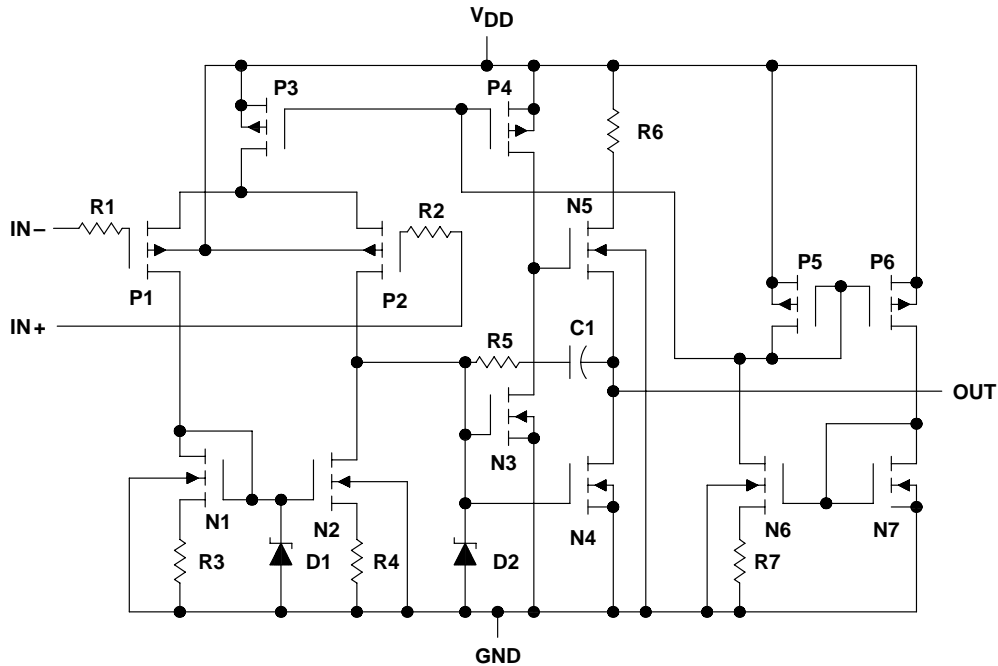 VDD
P3
P4
R6
R1
R2
N5
IN−
P1
P2
P5
P6
IN+
R5
C1
OUT
N3
N1
N2
N4
N6
N7
R3
D1
R4
D2
R7
GND